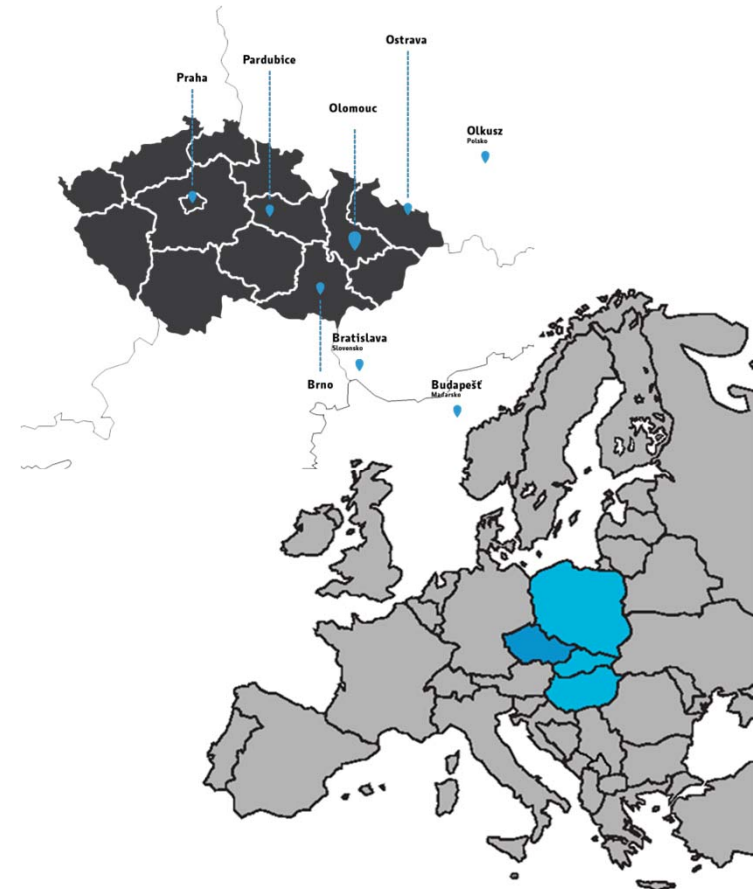 Ostrava
Pardubice
Praha
Olomouc
Olkusz
Polsko
Bratislava
Slovensko
Brno
Budapešť
Maďarsko